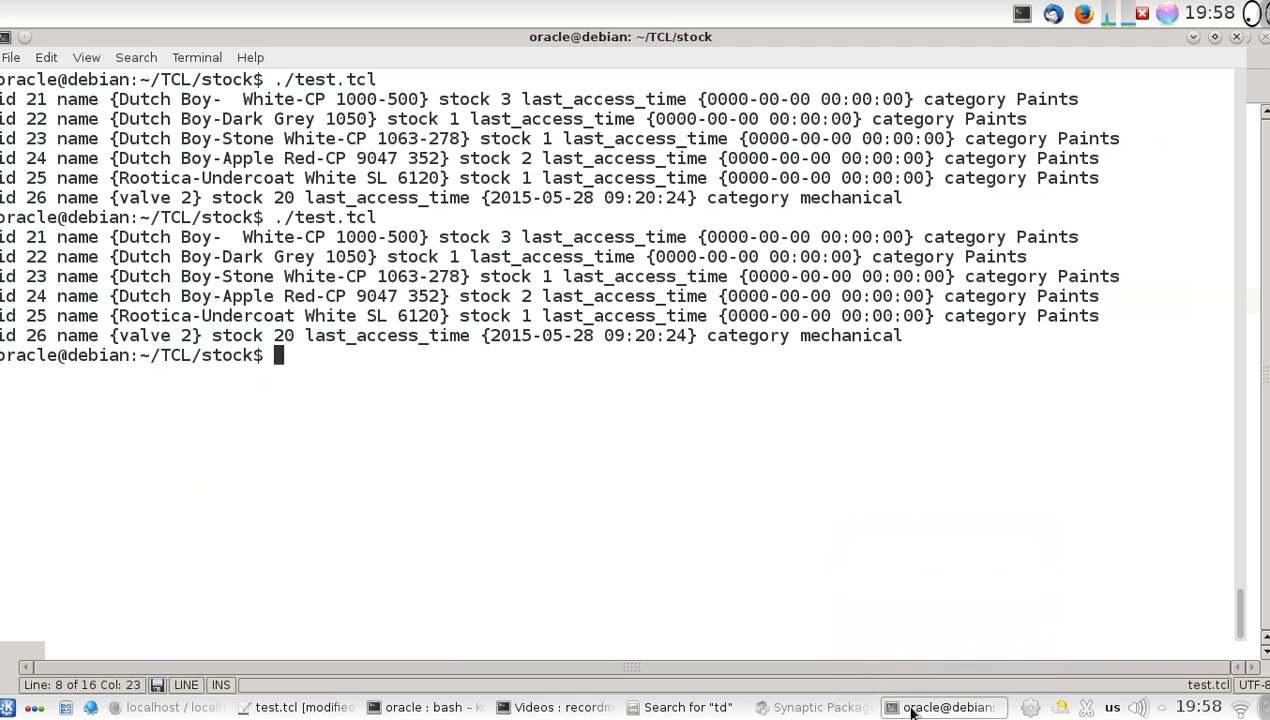 19:58
oracle@debian: ~/TCL/stock
File Edit View Search Terminal Help
oracle@debian:~/TCL/stock$ ./test.tcl
id 21 name {Dutch Boy-  White-CP 1000-500} stock 3 last_access_time {0000-00-00 00:00:00} category Paints
id 22 name {Dutch Boy-Dark Grey 1050} stock 1 last_access_time {0000-00-00 00:00:00} category Paints
id 23 name {Dutch Boy-Stone White-CP 1063-278} stock 1 last_access_time {0000-00-00 00:00:00} category Paints
id 24 name {Dutch Boy-Apple Red-CP 9047 352} stock 2 last_access_time {0000-00-00 00:00:00} category Paints
id 25 name {Rootica-Undercoat White SL 6120} stock 1 last_access_time {0000-00-00 00:00:00} category Paints
id 26 name {valve 2} stock 20 last_access_time {2015-05-28 09:20:24} category mechanical
oracle@debian:~/TCL/stock$ ./test.tcl
id 21 name {Dutch Boy-  White-CP 1000-500} stock 3 last_access_time {0000-00-00 00:00:00} category Paints
id 22 name {Dutch Boy-Dark Grey 1050} stock 1 last_access_time {0000-00-00 00:00:00} category Paints
id 23 name {Dutch Boy-Stone White-CP 1063-278} stock 1 last_access_time {0000-00-00 00:00:00} category Paints
id 24 name {Dutch Boy-Apple Red-CP 9047 352} stock 2 last_access_time {0000-00-00 00:00:00} category Paints
id 25 name {Rootica-Undercoat White SL 6120} stock 1 last_access_time {0000-00-00 00:00:00} category Paints
id 26 name {valve 2} stock 20 last_access_time {2015-05-28 09:20:24} category mechanical
oracle@debian:~/TCL/stock$
Line: 8 of 16 Col: 23 LINE INS test.tcl UTF-8
localhost / local test.tcl [modified oracle : bash – K Videos : recordm Search for "td" Synaptic Package oracle@debian: us 19:58